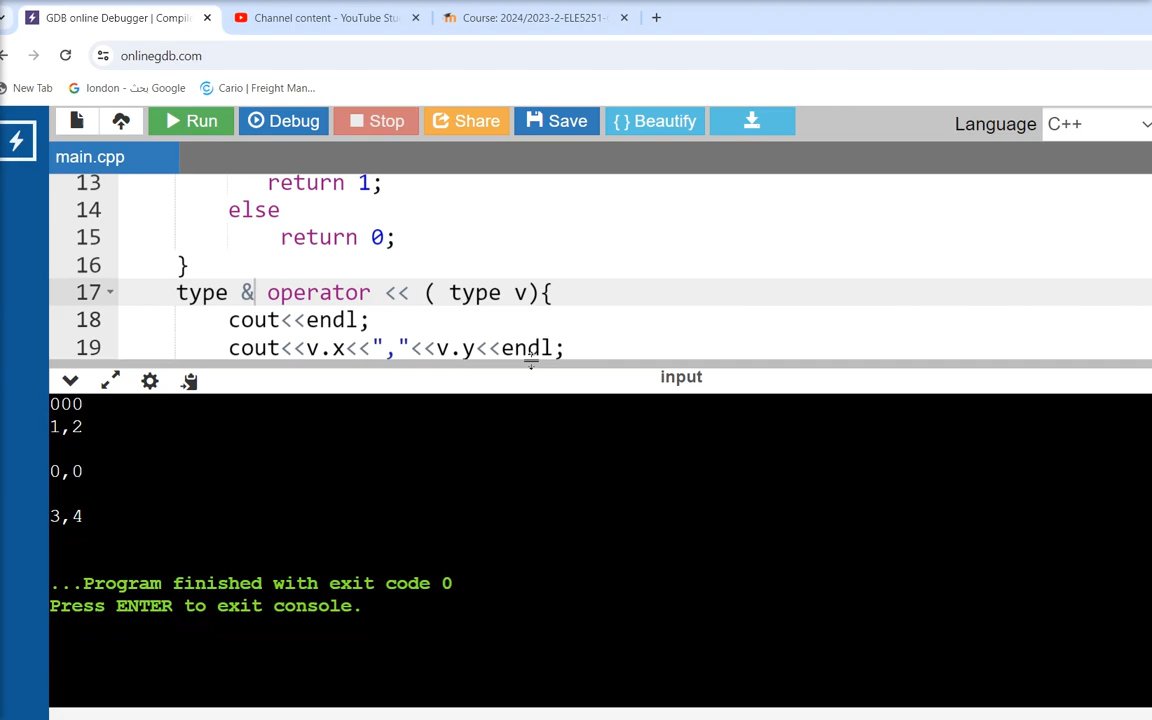 GDB online Debugger | Compile
Channel content - YouTube Stu
Course: 2024/2023-2-ELE5251-
onlinegdb.com
New Tab
london - بحث Google
Cario | Freight Man...
Run
Debug
Stop
Share
Save
{ } Beautify
Language
C++
main.cpp
13 return 1;
14 else
15 return 0;
16 }
17 type & operator << ( type v){
18 cout<<endl;
19 cout<<v.x<<","<<v.y<<endl;
input
000
1,2
0,0
3,4
...Program finished with exit code 0
Press ENTER to exit console.